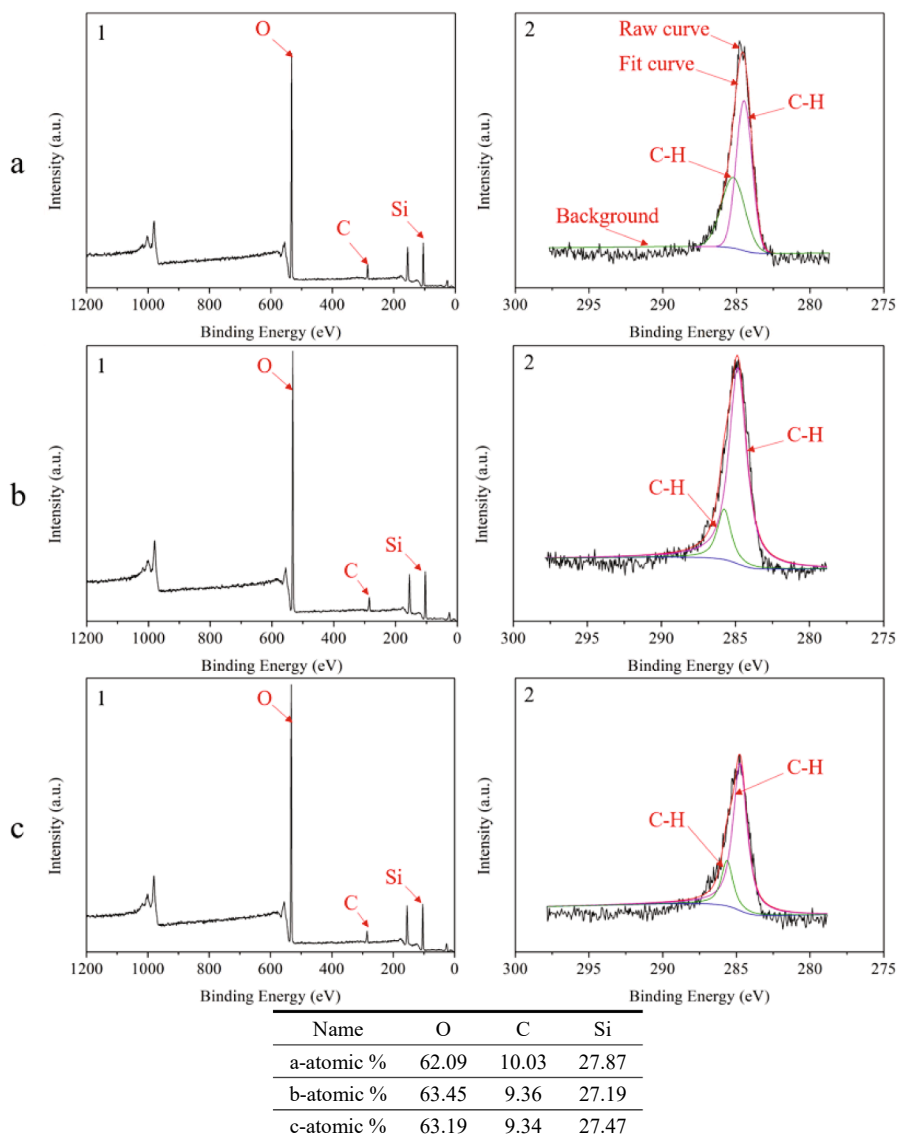 a
1
O
C
Si
Intensity (a.u.)
1200 1000 800 600 400 200 0
Binding Energy (eV)
2
Raw curve
Fit curve
C-H
C-H
Background
Intensity (a.u.)
300 295 290 285 280 275
Binding Energy (eV)
b
1
O
C
Si
Intensity (a.u.)
1200 1000 800 600 400 200 0
Binding Energy (eV)
2
C-H
C-H
Intensity (a.u.)
300 295 290 285 280 275
Binding Energy (eV)
c
1
O
C
Si
Intensity (a.u.)
1200 1000 800 600 400 200 0
Binding Energy (eV)
2
C-H
C-H
Intensity (a.u.)
300 295 290 285 280 275
Binding Energy (eV)
Name O C Si
a-atomic % 62.09 10.03 27.87
b-atomic % 63.45 9.36 27.19
c-atomic % 63.19 9.34 27.47